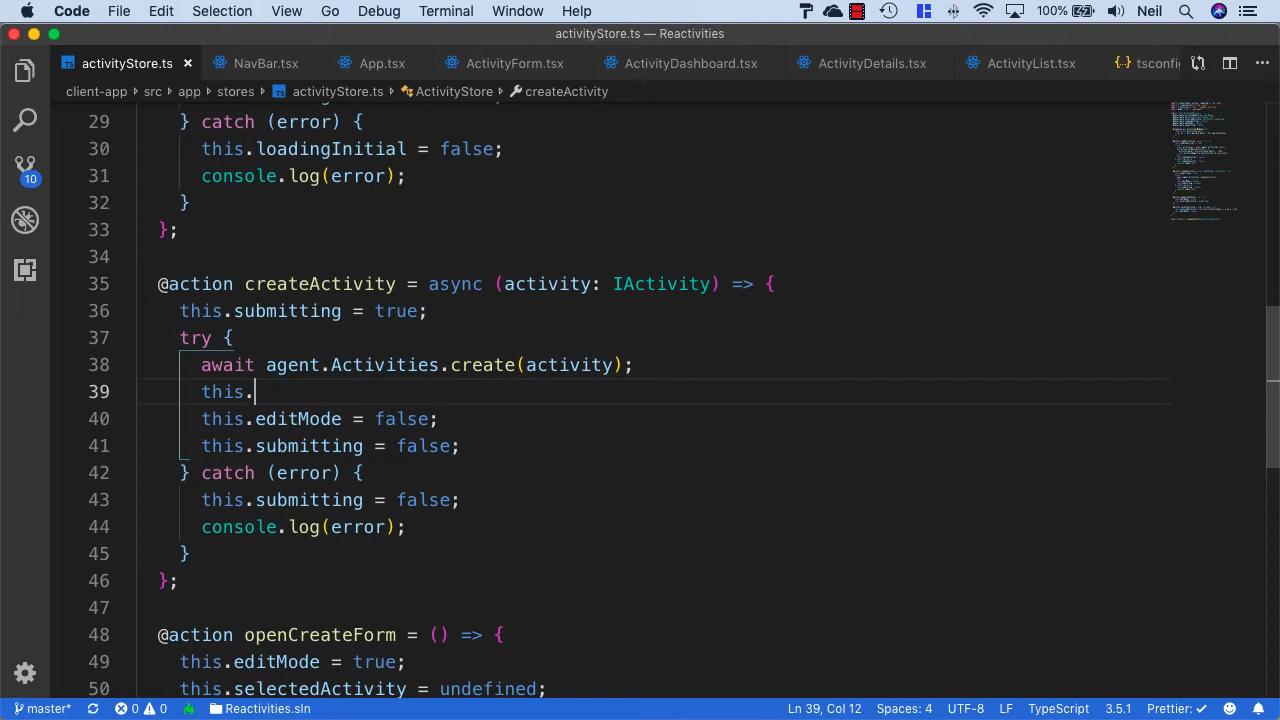 Code File Edit Selection View Go Debug Terminal Window Help 100% Neil
activityStore.ts — Reactivities
activityStore.ts NavBar.tsx App.tsx ActivityForm.tsx ActivityDashboard.tsx ActivityDetails.tsx ActivityList.tsx {} tsconfi
client-app › src › app › stores › activityStore.ts › ActivityStore › createActivity
29 } catch (error) {
30 this.loadingInitial = false;
31 console.log(error);
32 }
33 };
34
35 @action createActivity = async (activity: IActivity) => {
36 this.submitting = true;
37 try {
38 await agent.Activities.create(activity);
39 this.
40 this.editMode = false;
41 this.submitting = false;
42 } catch (error) {
43 this.submitting = false;
44 console.log(error);
45 }
46 };
47
48 @action openCreateForm = () => {
49 this.editMode = true;
50 this.selectedActivity = undefined;
10
master* 0 0 Reactivities.sln Ln 39, Col 12 Spaces: 4 UTF-8 LF TypeScript 3.5.1 Prettier: ✓